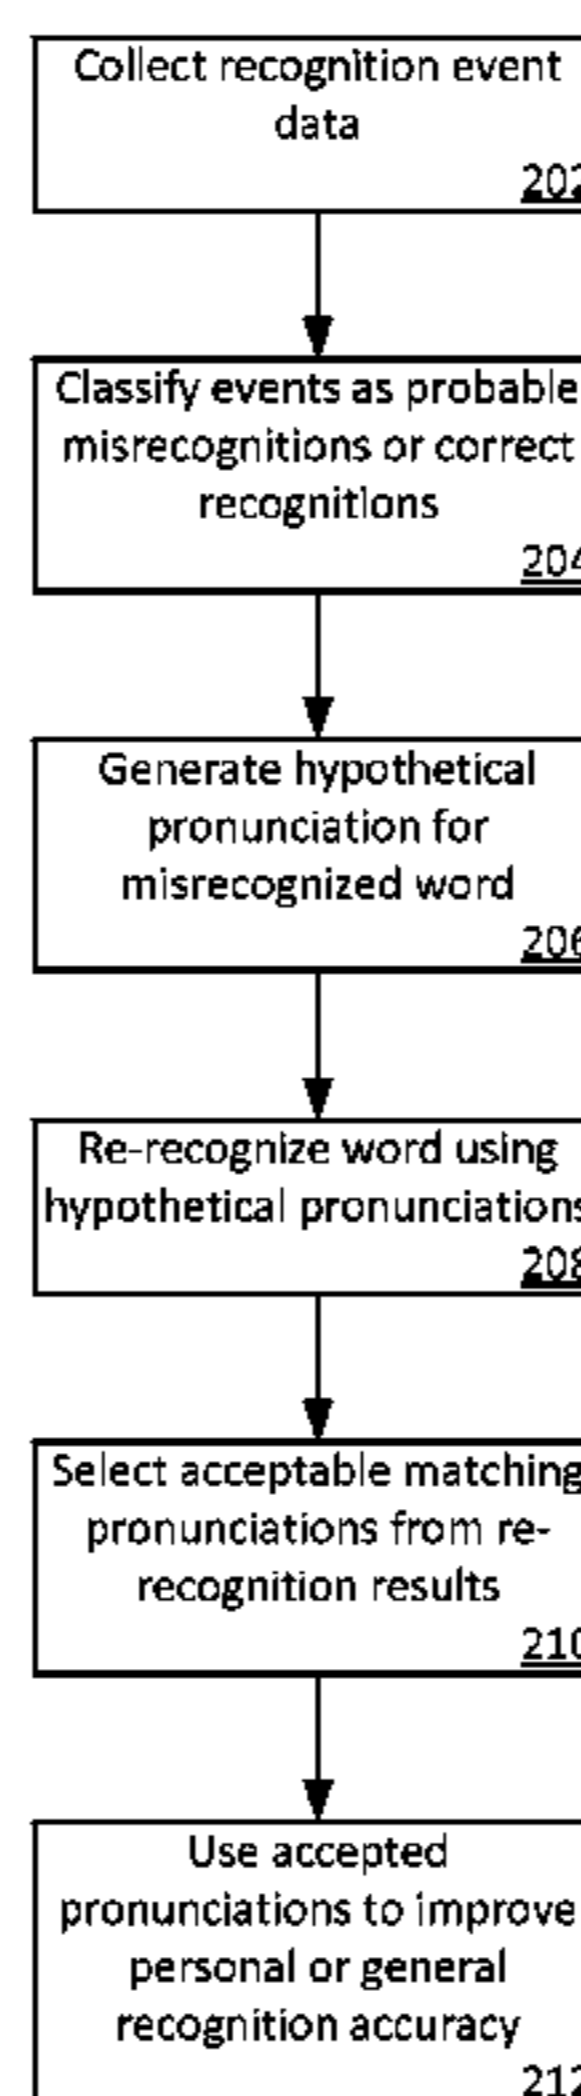 Collect recognition event
data
202
Classify events as probable
misrecognitions or correct
recognitions
204
Generate hypothetical
pronunciation for
misrecognized word
206
Re-recognize word using
hypothetical pronunciations
208
Select acceptable matching
pronunciations from re-
recognition results
210
Use accepted
pronunciations to improve
personal or general
recognition accuracy
212